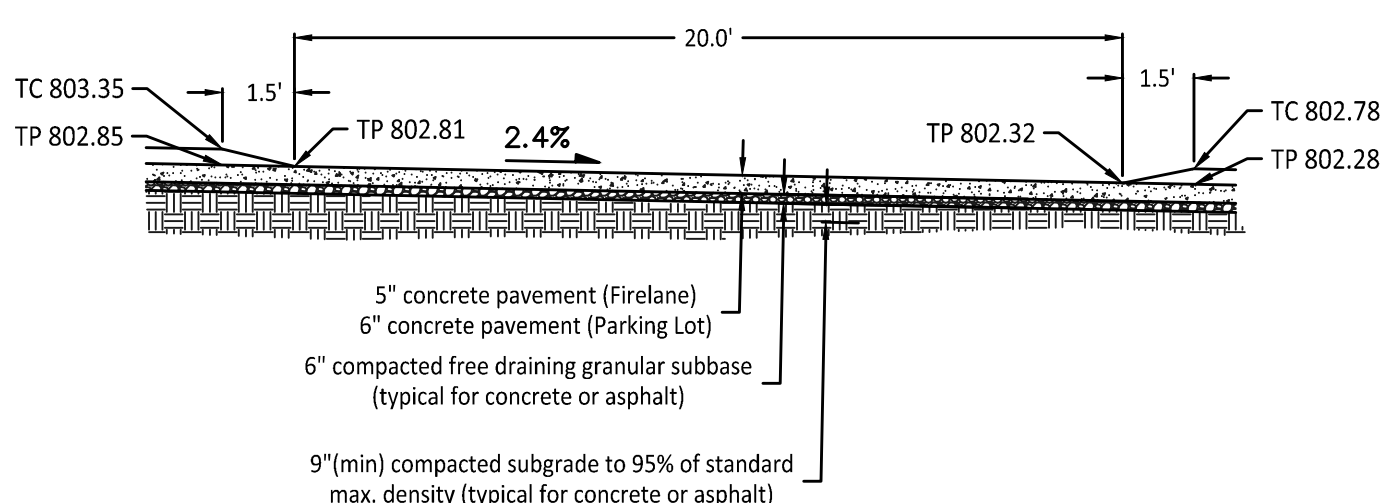 20.0'
TC 803.35
1.5'
1.5'
TC 802.78
TP 802.85
TP 802.81
2.4%
TP 802.32
TP 802.28
5" concrete pavement (Firelane)
6" concrete pavement (Parking Lot)
6" compacted free draining granular subbase
(typical for concrete or asphalt)
9"(min) compacted subgrade to 95% of standard
max. density (typical for concrete or asphalt)